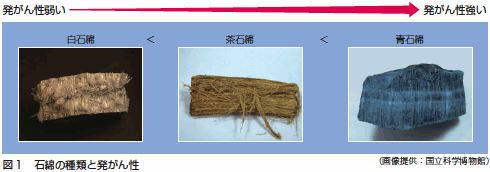 発がん性弱い 発がん性強い
白石綿 < 茶石綿 < 青石綿
図1 石綿の種類と発がん性
(画像提供:国立科学博物館)